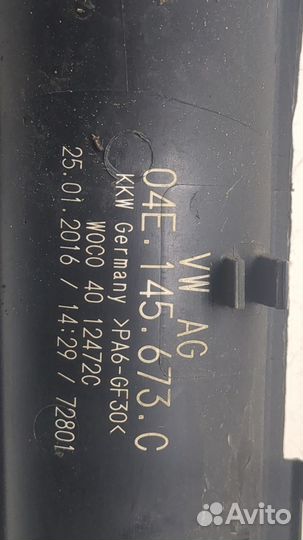 VW AG
04E.145.673.C
KKW Germany >PA6-GF30<
WOCO 40 12472C
25.01.2016 / 14:29 / 72801
Avito